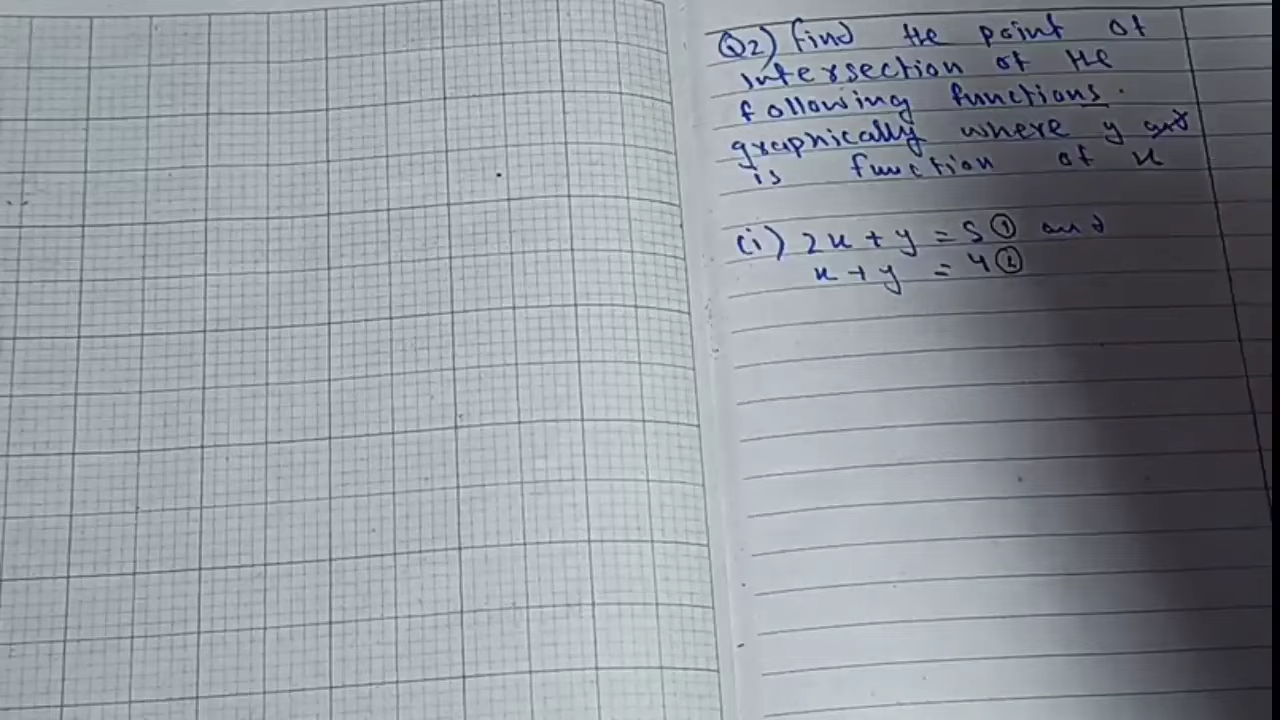 Q2) find the point of
intersection of the
following functions.
graphically where y
is function of x
(i) 2x + y = 5 ① and
x + y = 4 ②